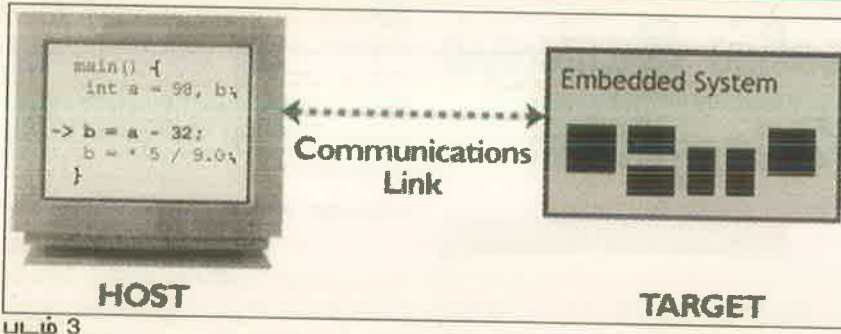 main() {
int a = 98, b;
-> b = a - 32;
b = * 5 / 9.0;
}
Embedded System
Communications
Link
HOST
TARGET
படம் 3